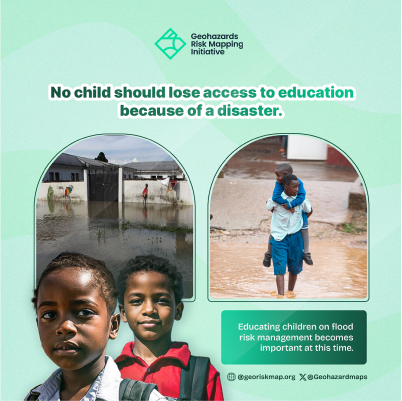 Geohazards
Risk Mapping
Initiative
No child should lose access to education
because of a disaster.
Educating children on flood
risk management becomes
important at this time.
@georiskmap.org @Geohazardmaps